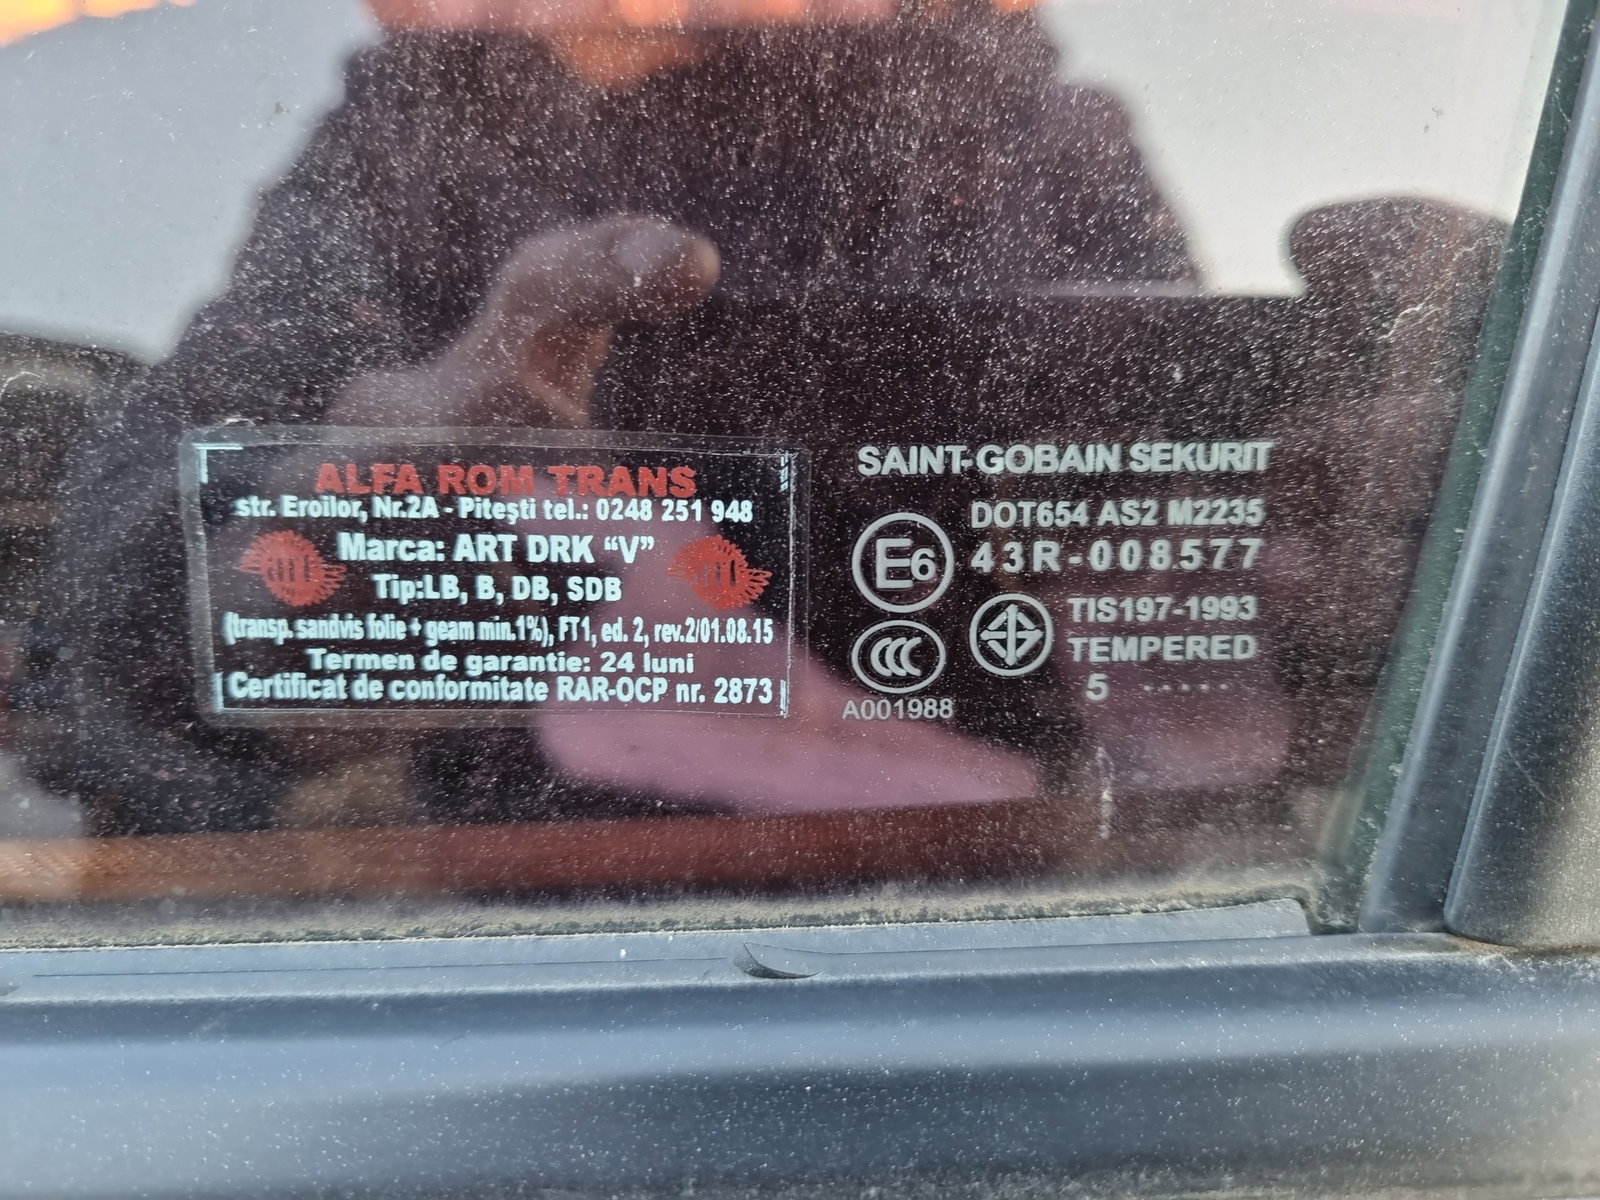 ALFA ROM TRANS
str. Eroilor, Nr.2A - Pitești tel.: 0248 251 948
art
Marca: ART DRK “V”
art
Tip:LB, B, DB, SDB
(transp. sandvis folie + geam min.1%), FT1, ed. 2, rev.2/01.08.15
Termen de garantie: 24 luni
Certificat de conformitate RAR-OCP nr. 2873
SAINT-GOBAIN SEKURIT
DOT654 AS2 M2235
E6
43R-008577
TIS197-1993
CCC
TEMPERED
5 ......
A001988